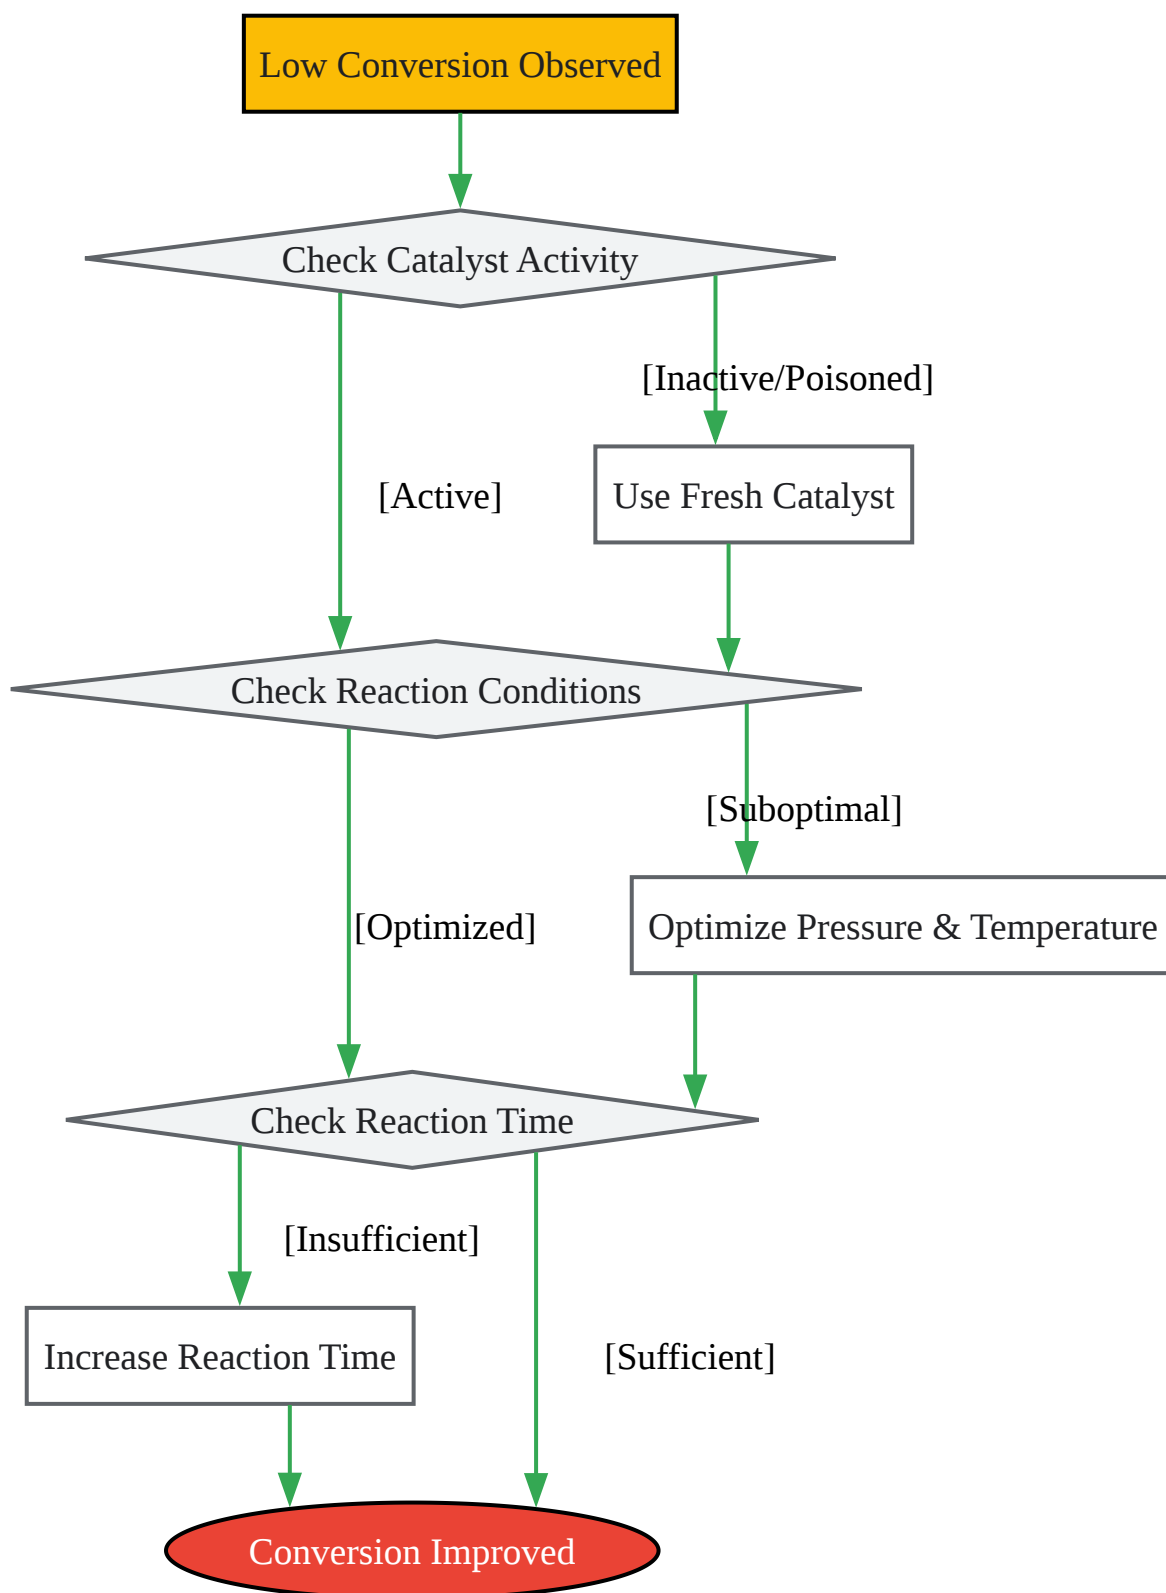 Low Conversion Observed
Check Catalyst Activity
[Inactive/Poisoned]
[Active]
Use Fresh Catalyst
Check Reaction Conditions
[Suboptimal]
[Optimized]
Optimize Pressure & Temperature
Check Reaction Time
[Insufficient]
Increase Reaction Time
[Sufficient]
Conversion Improved